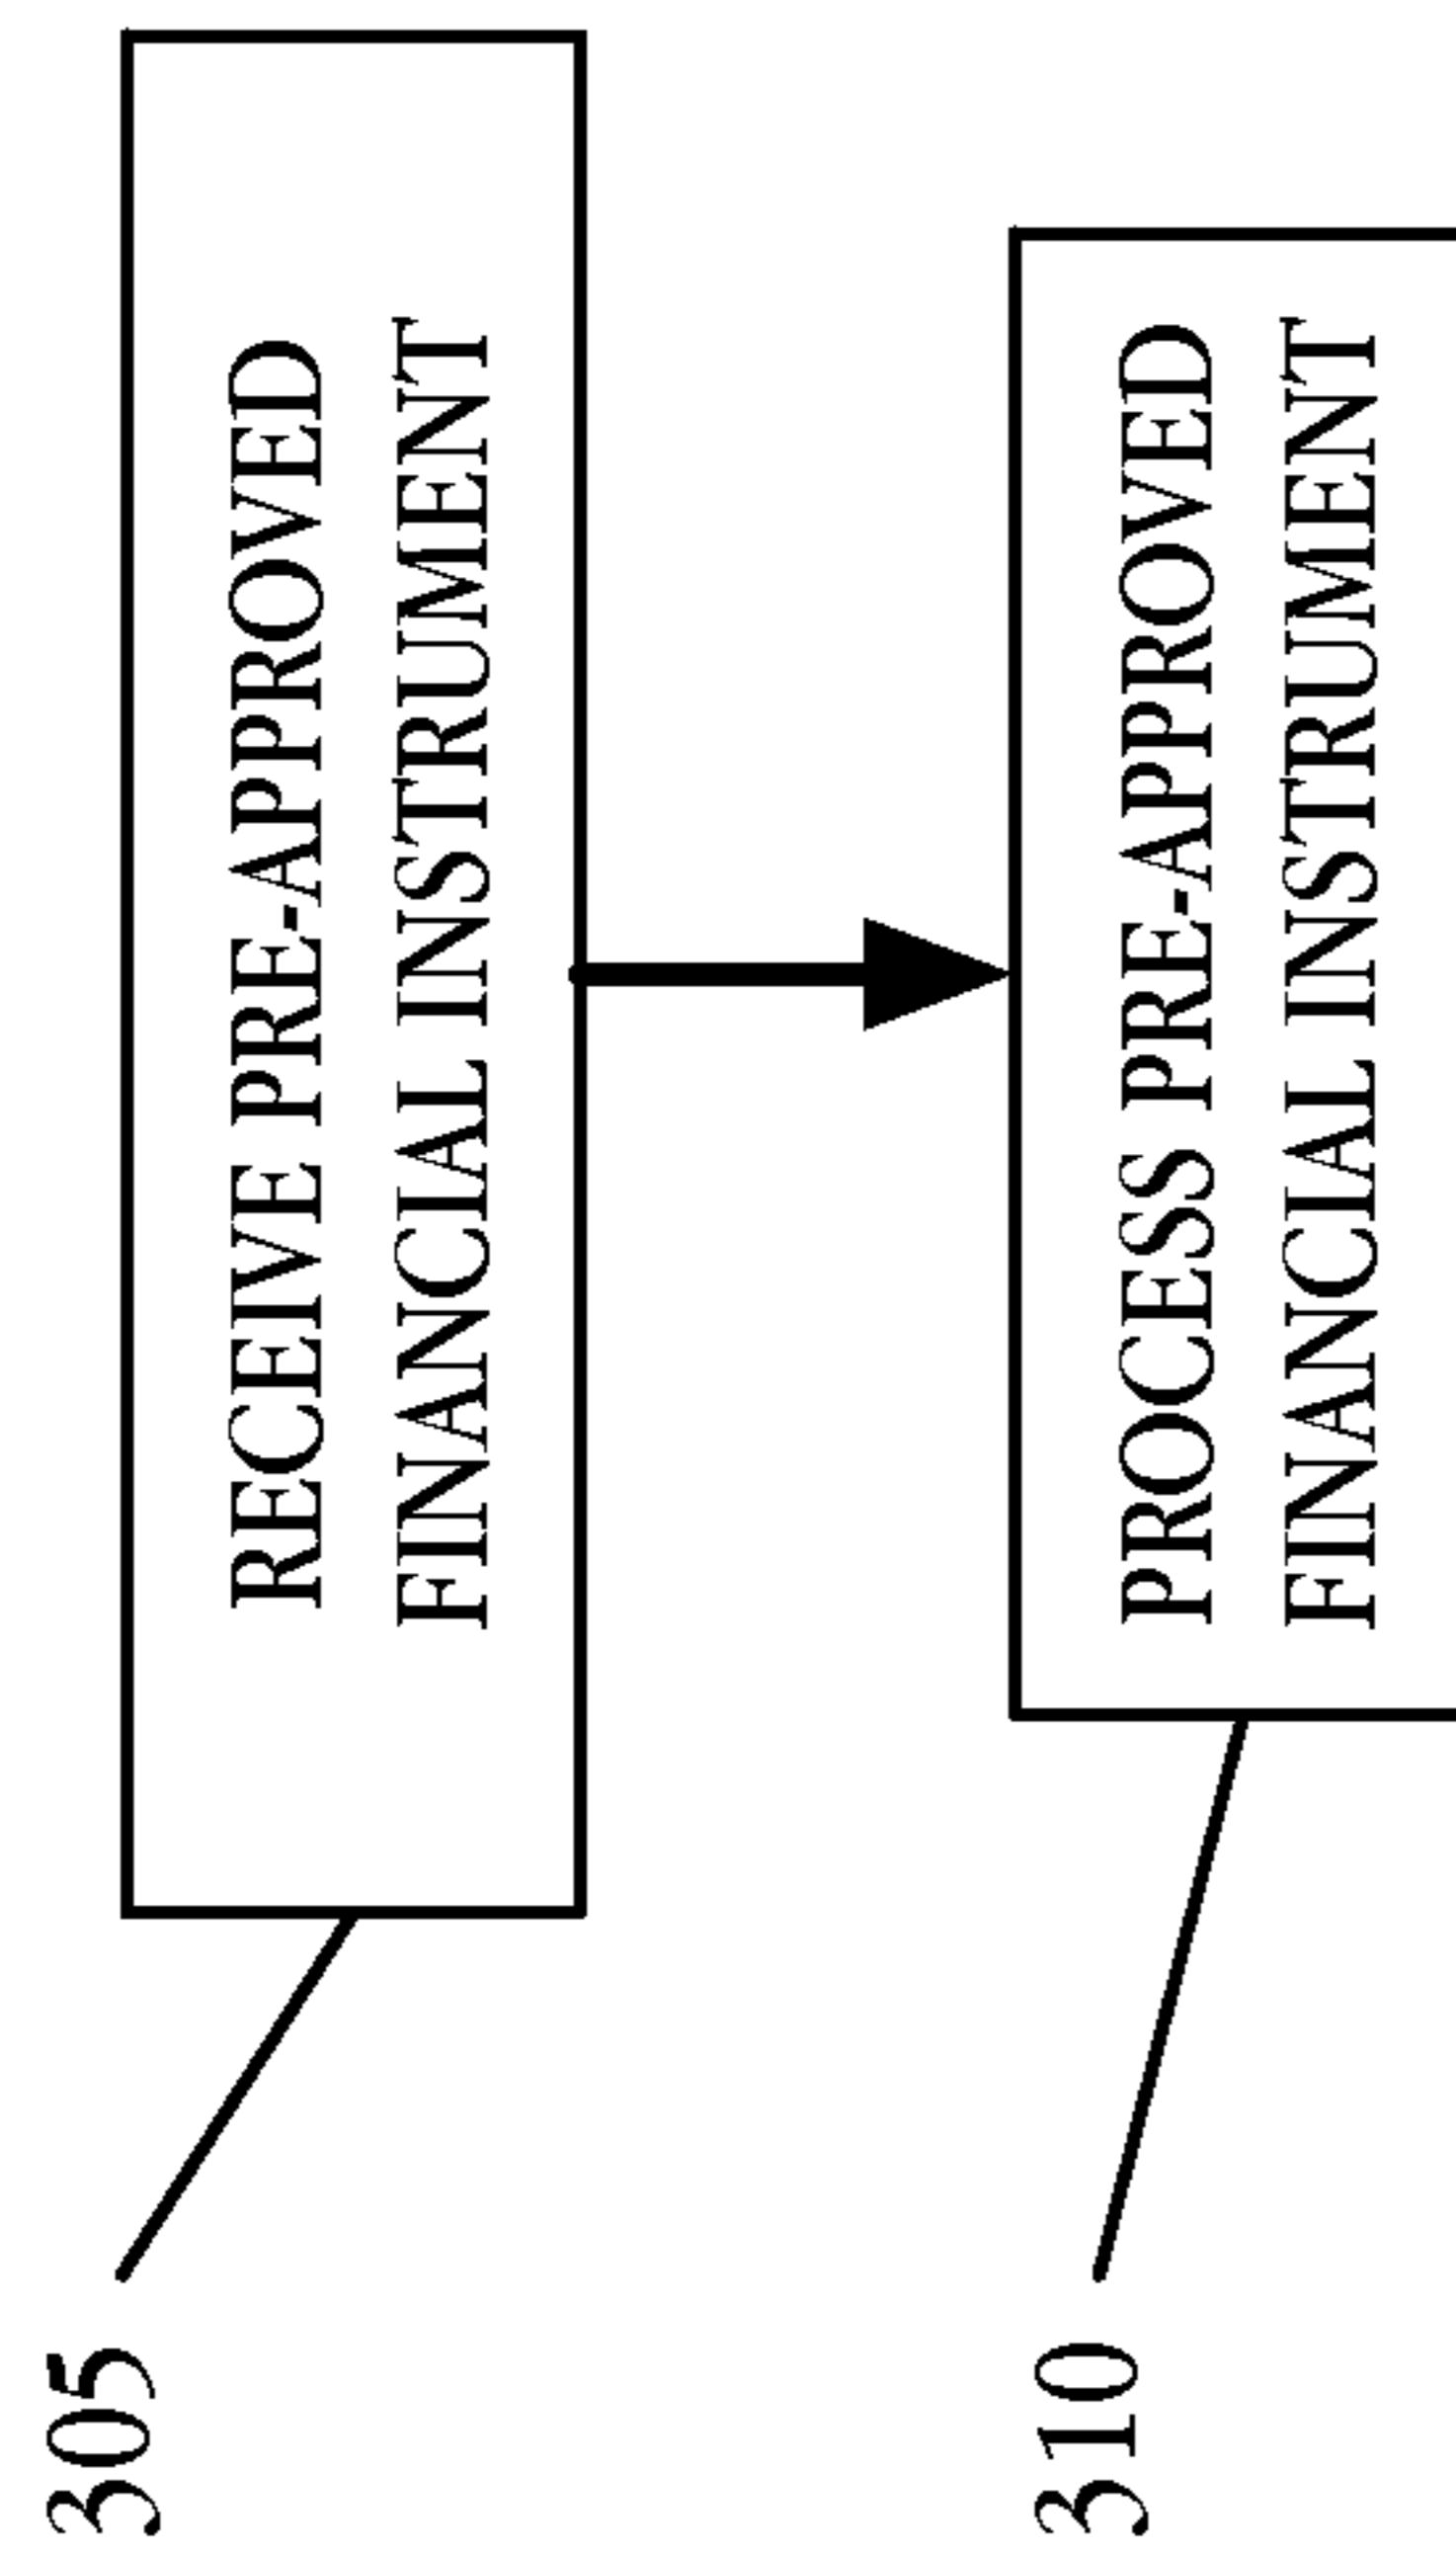 305
RECEIVE PRE-APPROVED
FINANCIAL INSTRUMENT
310
PROCESS PRE-APPROVED
FINANCIAL INSTRUMENT